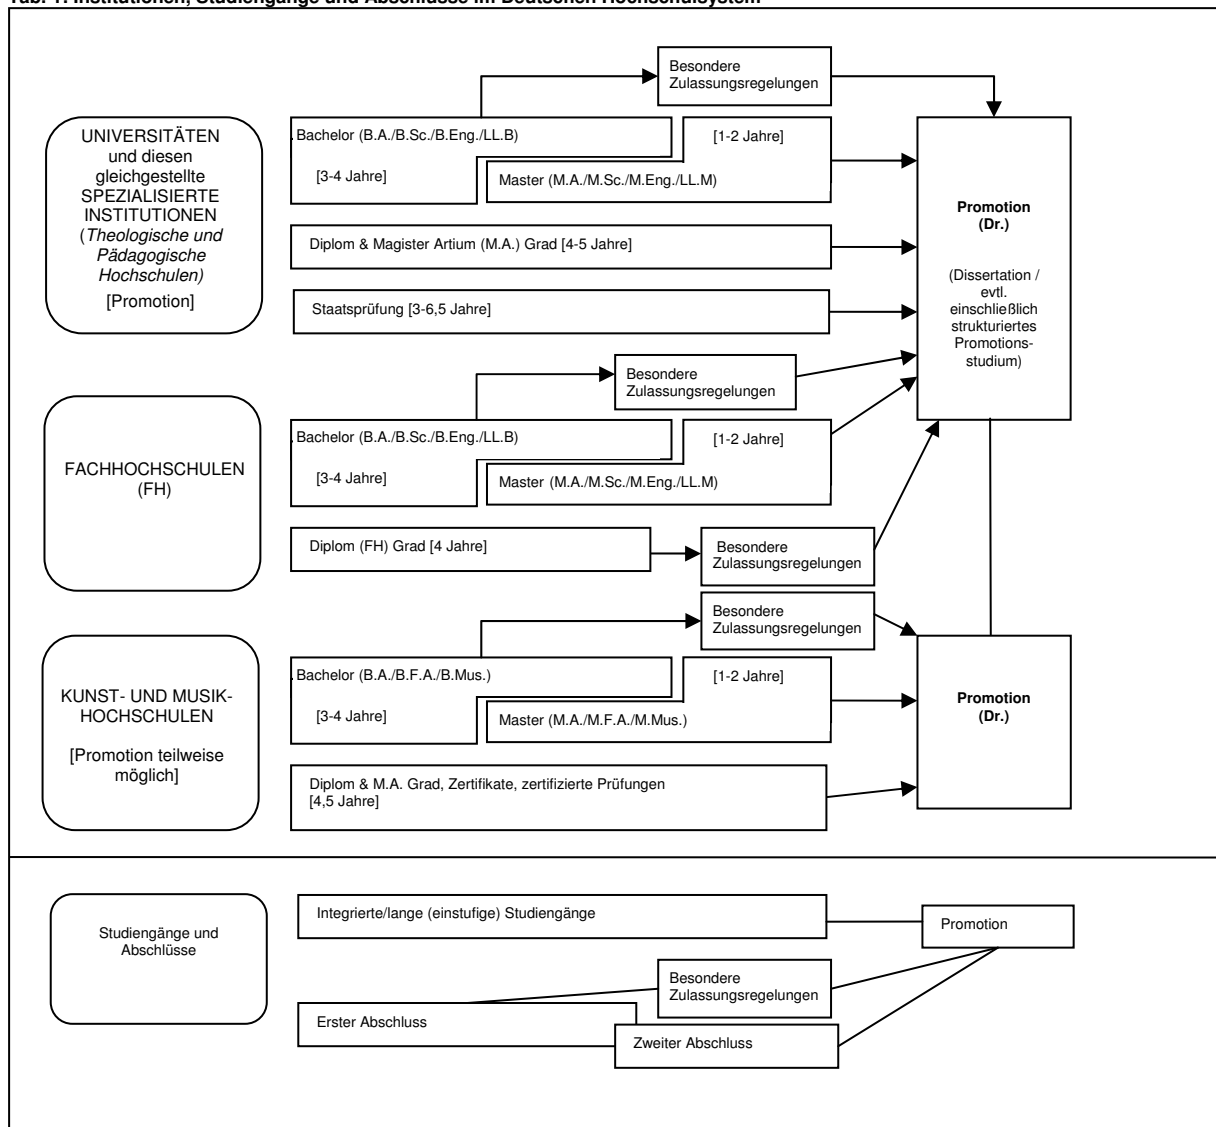 Tab. 1: Institutionen, Studiengänge und Abschlüsse im Deutschen Hochschulsystem
Besondere
Zulassungsregelungen
UNIVERSITÄTEN
und diesen
gleichgestellte
SPEZIALISIERTE
INSTITUTIONEN
(Theologische und
Pädagogische
Hochschulen)
[Promotion]
Bachelor (B.A./B.Sc./B.Eng./LL.B)
[3-4 Jahre]
[1-2 Jahre]
Master (M.A./M.Sc./M.Eng./LL.M)
Diplom & Magister Artium (M.A.) Grad [4-5 Jahre]
Staatsprüfung [3-6,5 Jahre]
Promotion
(Dr.)
(Dissertation /
evtl.
einschließlich
strukturiertes
Promotions-
studium)
Besondere
Zulassungsregelungen
FACHHOCHSCHULEN
(FH)
Bachelor (B.A./B.Sc./B.Eng./LL.B)
[3-4 Jahre]
[1-2 Jahre]
Master (M.A./M.Sc./M.Eng./LL.M)
Diplom (FH) Grad [4 Jahre]
Besondere
Zulassungsregelungen
Besondere
Zulassungsregelungen
KUNST- UND MUSIK-
HOCHSCHULEN
[Promotion teilweise
möglich]
Bachelor (B.A./B.F.A./B.Mus.)
[3-4 Jahre]
[1-2 Jahre]
Master (M.A./M.F.A./M.Mus.)
Diplom & M.A. Grad, Zertifikate, zertifizierte Prüfungen
[4,5 Jahre]
Promotion
(Dr.)
Studiengänge und
Abschlüsse
Integrierte/lange (einstufige) Studiengänge
Promotion
Besondere
Zulassungsregelungen
Erster Abschluss
Zweiter Abschluss